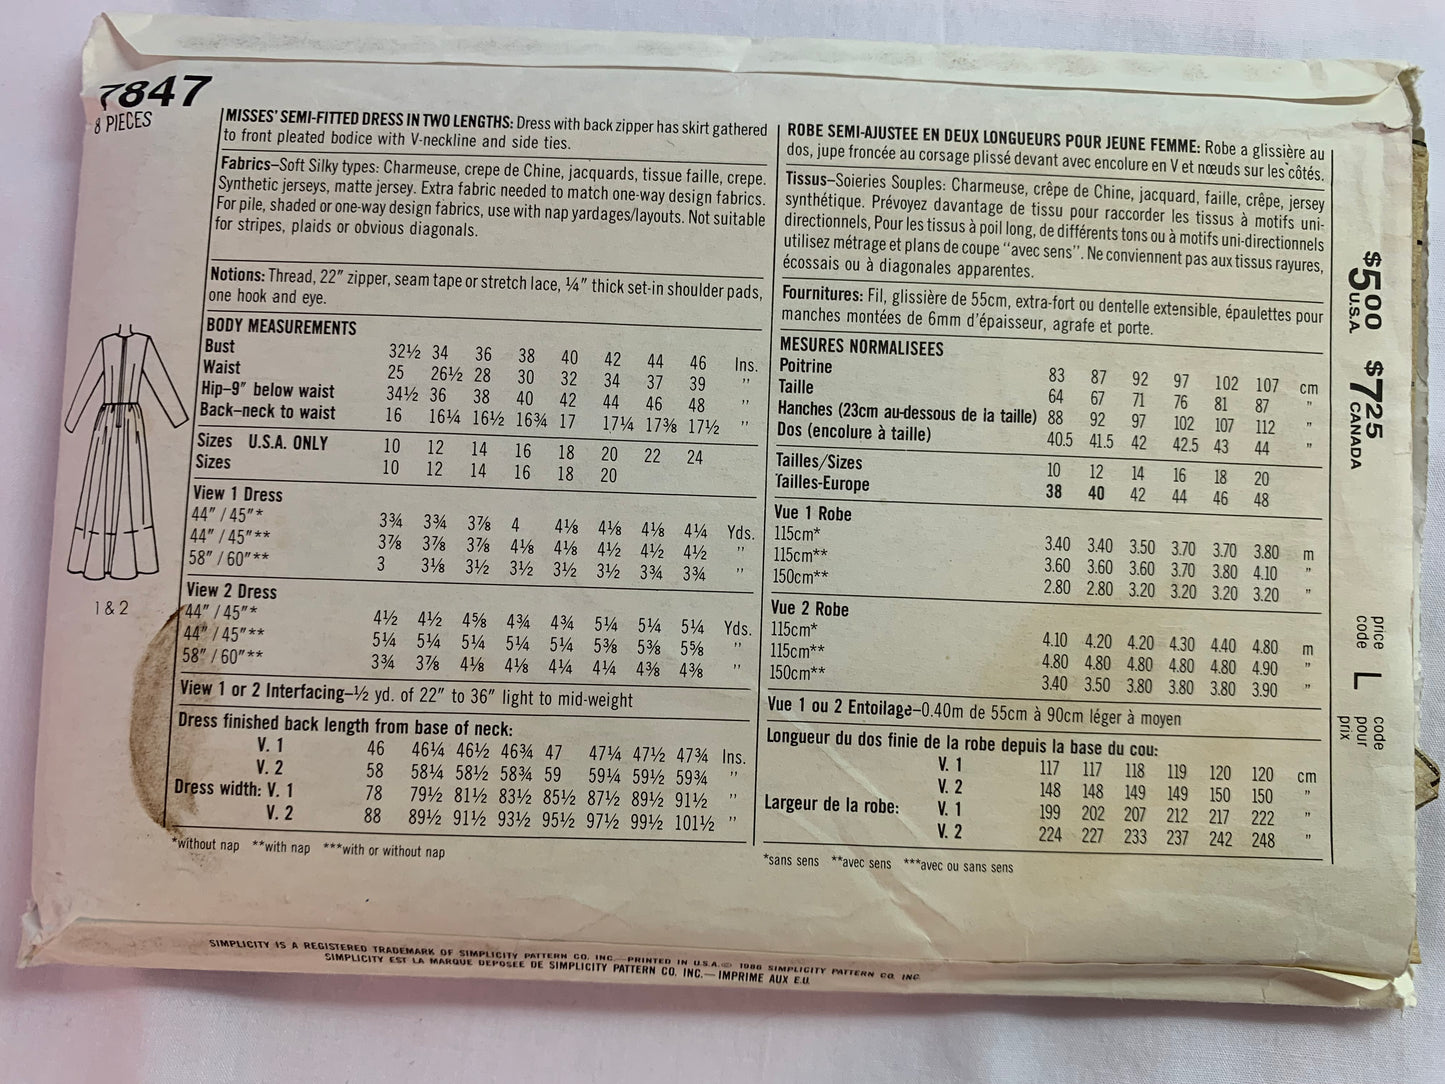 7847
8 PIECES
1 & 2
MISSES' SEMI-FITTED DRESS IN TWO LENGTHS: Dress with back zipper has skirt gathered
to front pleated bodice with V-neckline and side ties.
Fabrics–Soft Silky types: Charmeuse, crepe de Chine, jacquards, tissue faille, crepe.
Synthetic jerseys, matte jersey. Extra fabric needed to match one-way design fabrics.
For pile, shaded or one-way design fabrics, use with nap yardages/layouts. Not suitable
for stripes, plaids or obvious diagonals.
Notions: Thread, 22" zipper, seam tape or stretch lace, ¼" thick set-in shoulder pads,
one hook and eye.
BODY MEASUREMENTS
Bust 32½ 34 36 38 40 42 44 46 Ins.
Waist 25 26½ 28 30 32 34 37 39 "
Hip–9" below waist 34½ 36 38 40 42 44 46 48 "
Back–neck to waist 16 16¼ 16½ 16¾ 17 17¼ 17⅜ 17½ "
Sizes U.S.A. ONLY 10 12 14 16 18 20 22 24
Sizes 10 12 14 16 18 20
View 1 Dress
44" / 45"* 3¾ 3¾ 3⅞ 4 4⅛ 4⅛ 4⅛ 4¼ Yds.
44" / 45"** 3⅞ 3⅞ 3⅞ 4⅛ 4⅛ 4½ 4½ 4½ "
58" / 60"** 3 3⅛ 3½ 3½ 3½ 3½ 3¾ 3¾ "
View 2 Dress
44" / 45"* 4½ 4½ 4⅝ 4¾ 4¾ 5¼ 5¼ 5¼ Yds.
44" / 45"** 5¼ 5¼ 5¼ 5¼ 5¼ 5⅜ 5⅜ 5⅝ "
58" / 60"** 3¾ 3⅞ 4⅛ 4⅛ 4¼ 4¼ 4⅜ 4⅜ "
View 1 or 2 Interfacing–½ yd. of 22" to 36" light to mid-weight
Dress finished back length from base of neck:
V. 1 46 46¼ 46½ 46¾ 47 47¼ 47½ 47¾ Ins.
V. 2 58 58¼ 58½ 58¾ 59 59¼ 59½ 59¾ "
Dress width: V. 1 78 79½ 81½ 83½ 85½ 87½ 89½ 91½ "
V. 2 88 89½ 91½ 93½ 95½ 97½ 99½ 101½ "
*without nap **with nap ***with or without nap
ROBE SEMI-AJUSTEE EN DEUX LONGUEURS POUR JEUNE FEMME: Robe a glissière au
dos, jupe froncée au corsage plissé devant avec encolure en V et nœuds sur les côtés.
Tissus–Soieries Souples: Charmeuse, crêpe de Chine, jacquard, faille, crêpe, jersey
synthétique. Prévoyez davantage de tissu pour raccorder les tissus à motifs uni-
directionnels, Pour les tissus à poil long, de différents tons ou à motifs uni-directionnels
utilisez métrage et plans de coupe "avec sens". Ne conviennent pas aux tissus rayures,
écossais ou à diagonales apparentes.
Fournitures: Fil, glissière de 55cm, extra-fort ou dentelle extensible, épaulettes pour
manches montées de 6mm d'épaisseur, agrafe et porte.
MESURES NORMALISEES
Poitrine 83 87 92 97 102 107 cm
Taille 64 67 71 76 81 87 "
Hanches (23cm au-dessous de la taille) 88 92 97 102 107 112 "
Dos (encolure à taille) 40.5 41.5 42 42.5 43 44 "
Tailles/Sizes 10 12 14 16 18 20
Tailles-Europe 38 40 42 44 46 48
Vue 1 Robe
115cm* 3.40 3.40 3.50 3.70 3.70 3.80 m
115cm** 3.60 3.60 3.60 3.70 3.80 4.10 "
150cm** 2.80 2.80 3.20 3.20 3.20 3.20 "
Vue 2 Robe
115cm* 4.10 4.20 4.20 4.30 4.40 4.80 m
115cm** 4.80 4.80 4.80 4.80 4.80 4.90 "
150cm** 3.40 3.50 3.80 3.80 3.80 3.90 "
Vue 1 ou 2 Entoilage–0.40m de 55cm à 90cm léger à moyen
Longueur du dos finie de la robe depuis la base du cou:
V. 1 117 117 118 119 120 120 cm
V. 2 148 148 149 149 150 150 "
Largeur de la robe: V. 1 199 202 207 212 217 222 "
V. 2 224 227 233 237 242 248 "
*sans sens **avec sens ***avec ou sans sens
$5.00 U.S.A. $7.25 CANADA
price code L code pour prix
SIMPLICITY IS A REGISTERED TRADEMARK OF SIMPLICITY PATTERN CO. INC.—PRINTED IN U.S.A.© 1986 SIMPLICITY PATTERN CO. INC.
SIMPLICITY EST LA MARQUE DEPOSEE DE SIMPLICITY PATTERN CO. INC.—IMPRIME AUX E.U.